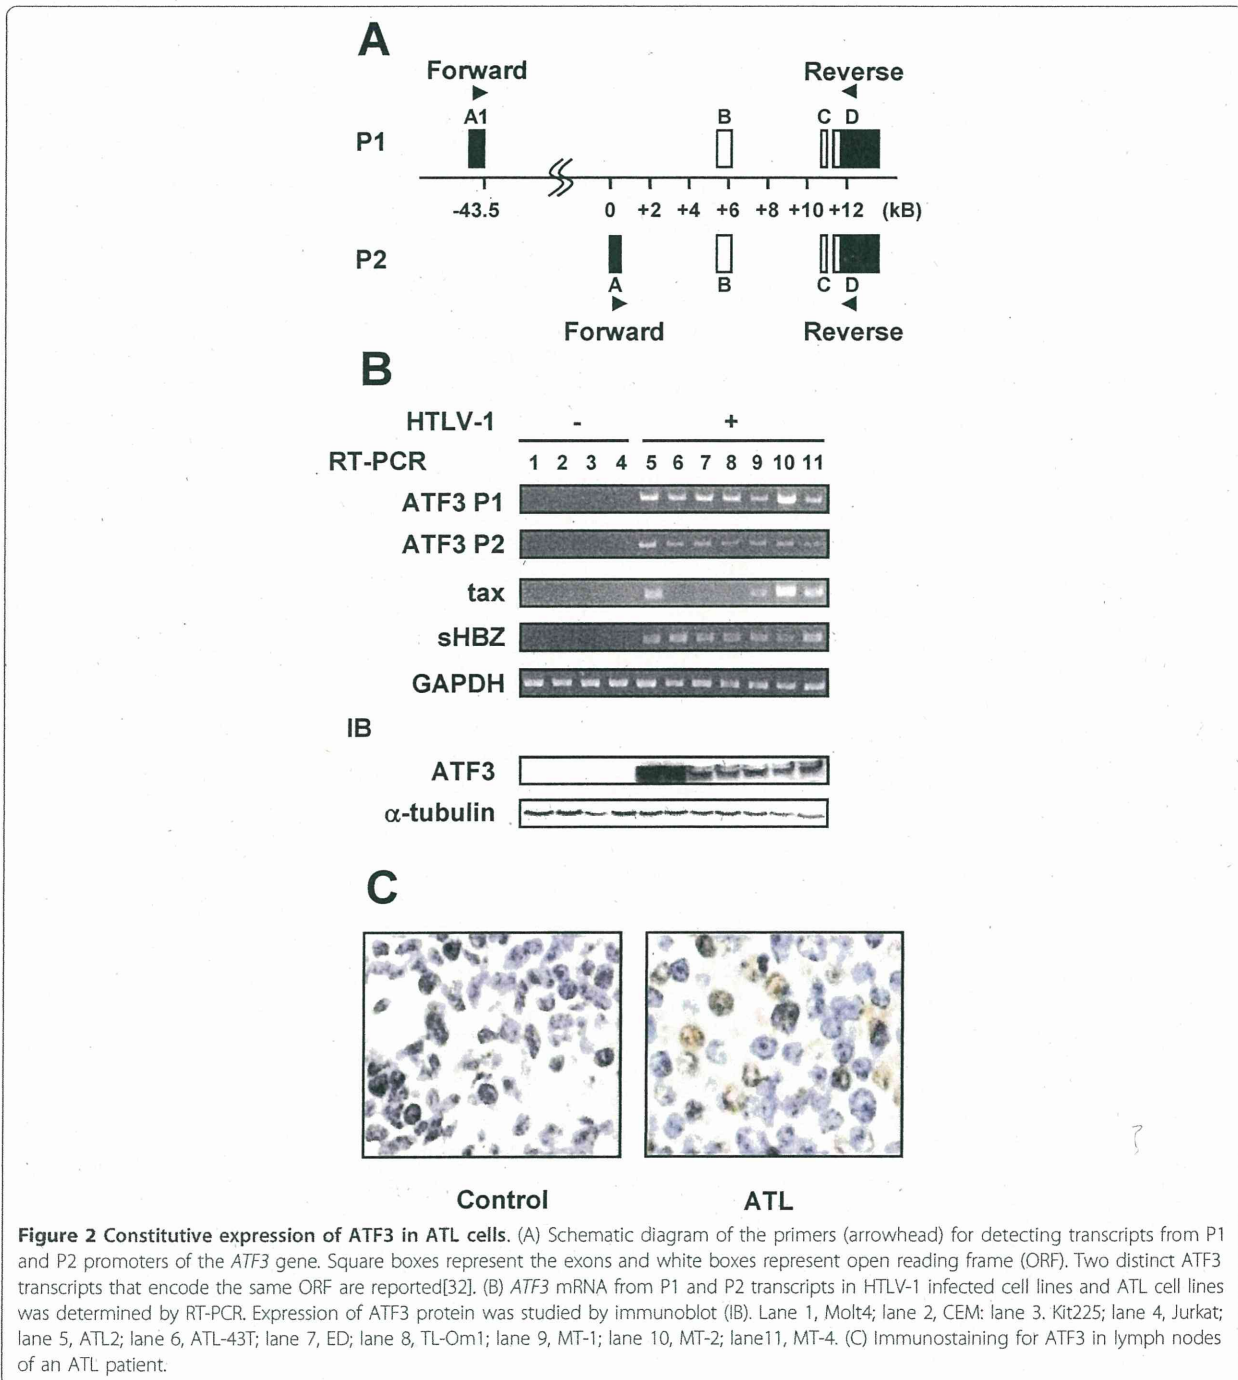 A
Forward Reverse
A1 B C D
P1
-43.5 0 +2 +4 +6 +8 +10 +12 (kB)
P2
A B C D
Forward Reverse
B
HTLV-1 - +
RT-PCR 1 2 3 4 5 6 7 8 9 10 11
ATF3 P1
ATF3 P2
tax
sHBZ
GAPDH
IB
ATF3
α-tubulin
C
Control ATL
Figure 2 Constitutive expression of ATF3 in ATL cells. (A) Schematic diagram of the primers (arrowhead) for detecting transcripts from P1
and P2 promoters of the ATF3 gene. Square boxes represent the exons and white boxes represent open reading frame (ORF). Two distinct ATF3
transcripts that encode the same ORF are reported[32]. (B) ATF3 mRNA from P1 and P2 transcripts in HTLV-1 infected cell lines and ATL cell lines
was determined by RT-PCR. Expression of ATF3 protein was studied by immunoblot (IB). Lane 1, Molt4; lane 2, CEM: lane 3. Kit225; lane 4, Jurkat;
lane 5, ATL2; lane 6, ATL-43T; lane 7, ED; lane 8, TL-Om1; lane 9, MT-1; lane 10, MT-2; lane11, MT-4. (C) Immunostaining for ATF3 in lymph nodes
of an ATL patient.